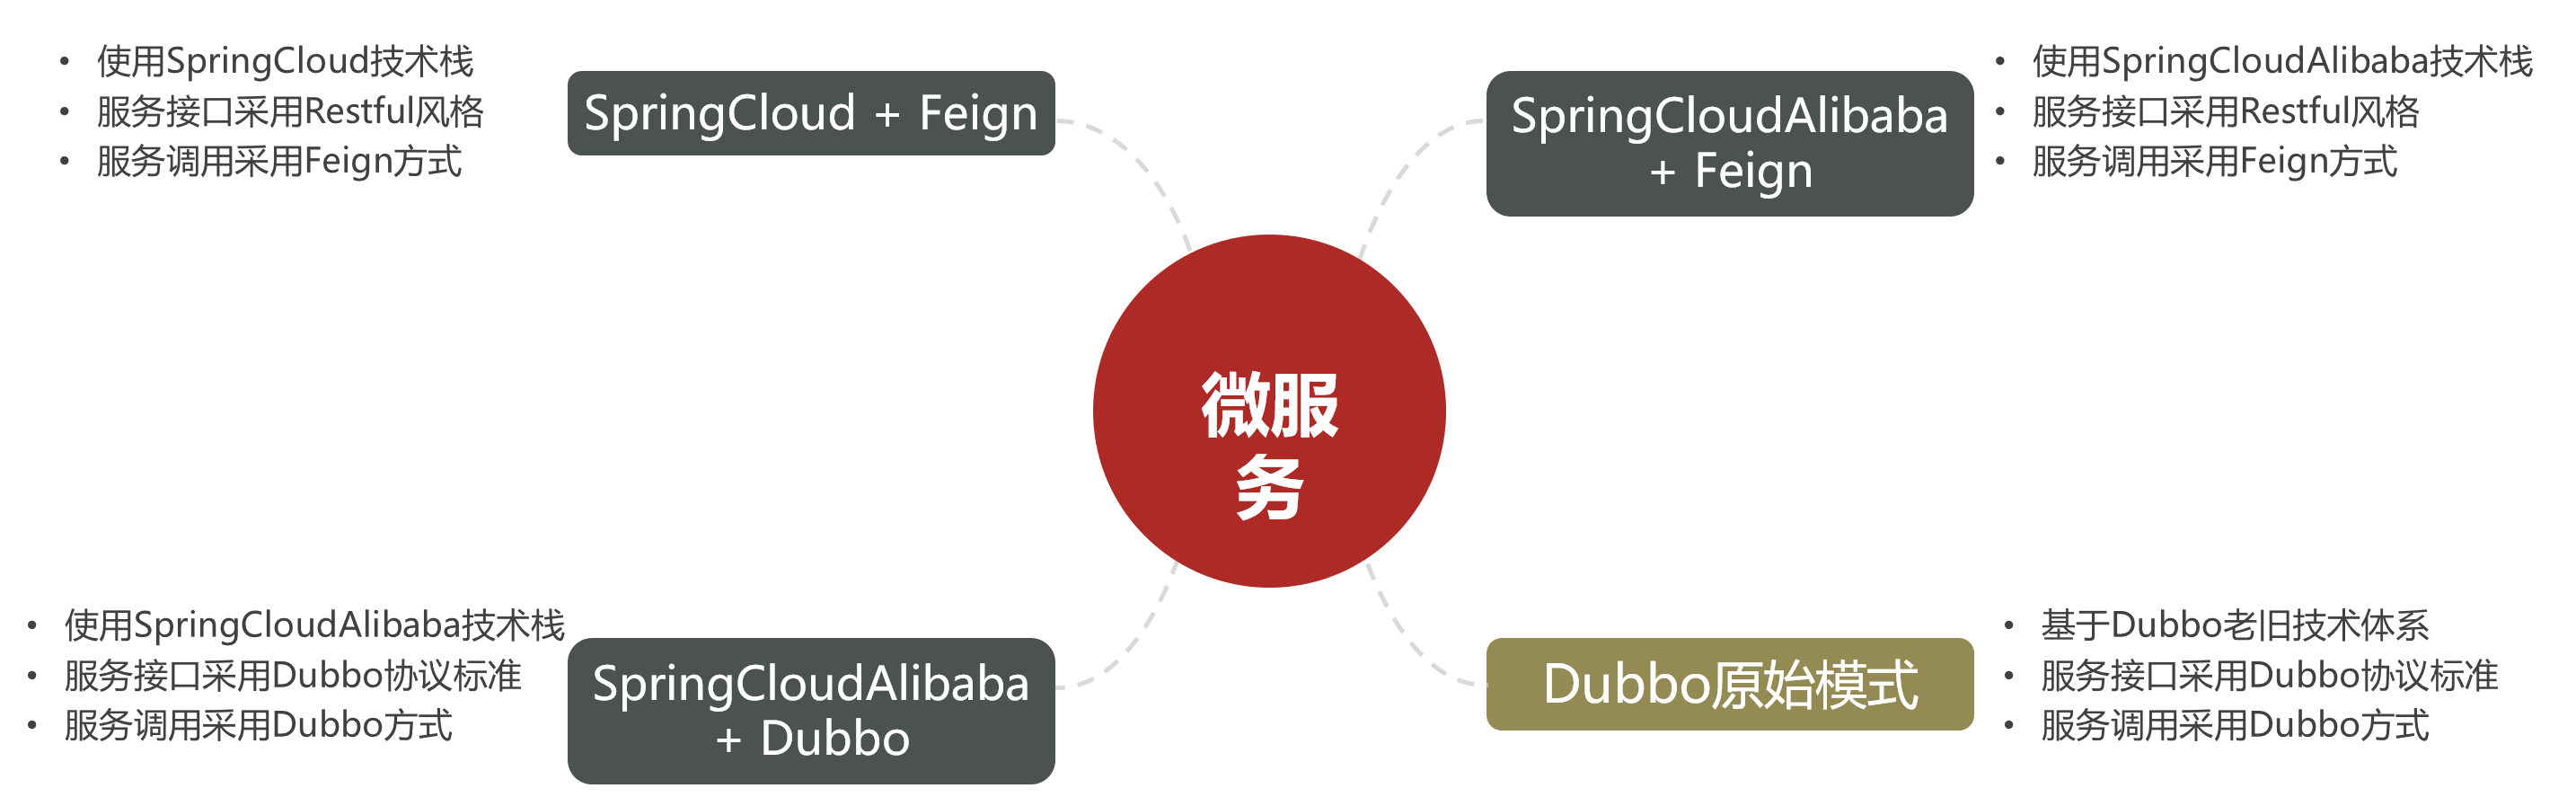 • 使用SpringCloud技术栈
• 服务接口采用Restful风格
• 服务调用采用Feign方式
SpringCloud + Feign
SpringCloudAlibaba
+ Feign
• 使用SpringCloudAlibaba技术栈
• 服务接口采用Restful风格
• 服务调用采用Feign方式
微服
务
• 使用SpringCloudAlibaba技术栈
• 服务接口采用Dubbo协议标准
• 服务调用采用Dubbo方式
SpringCloudAlibaba
+ Dubbo
Dubbo原始模式
• 基于Dubbo老旧技术体系
• 服务接口采用Dubbo协议标准
• 服务调用采用Dubbo方式